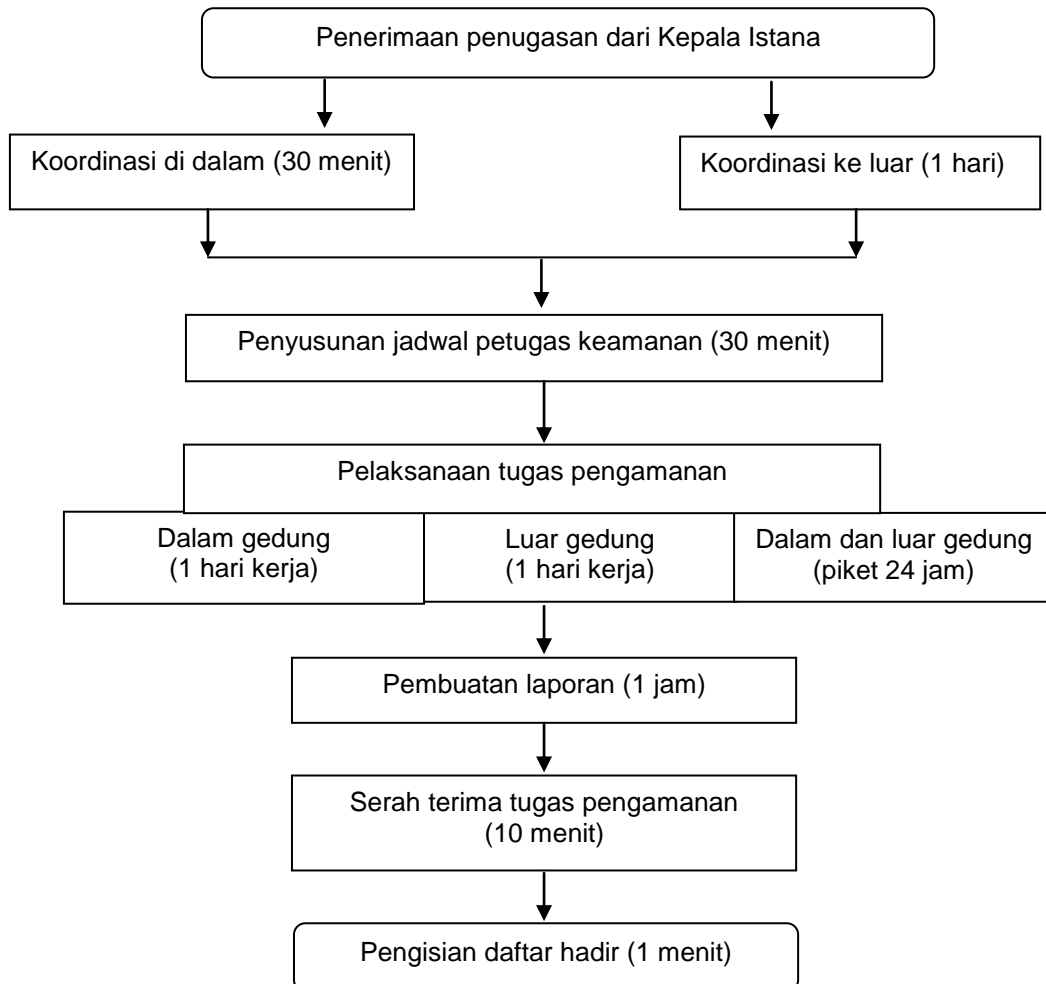 Penerimaan penugasan dari Kepala Istana
Koordinasi di dalam (30 menit)
Koordinasi ke luar (1 hari)
Penyusunan jadwal petugas keamanan (30 menit)
Pelaksanaan tugas pengamanan
Dalam gedung
(1 hari kerja)
Luar gedung
(1 hari kerja)
Dalam dan luar gedung
(piket 24 jam)
Pembuatan laporan (1 jam)
Serah terima tugas pengamanan
(10 menit)
Pengisian daftar hadir (1 menit)